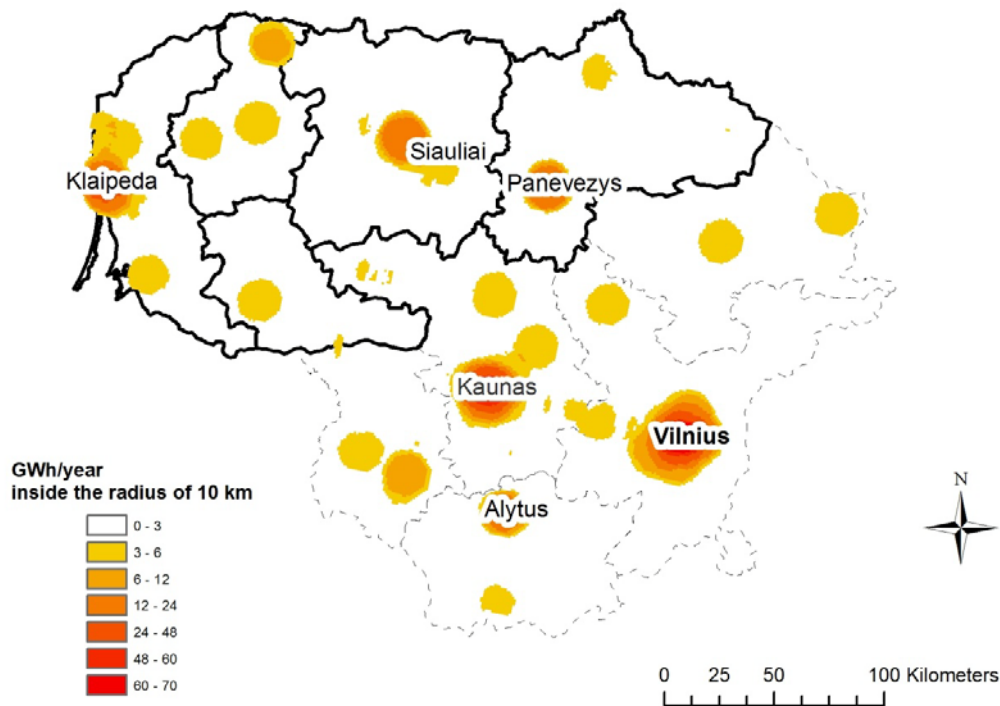 Siauliai
Klaipeda
Panevezys
Kaunas
Vilnius
Alytus
GWh/year
inside the radius of 10 km
0 - 3
3 - 6
6 - 12
12 - 24
24 - 48
48 - 60
60 - 70
N
0 25 50 100 Kilometers